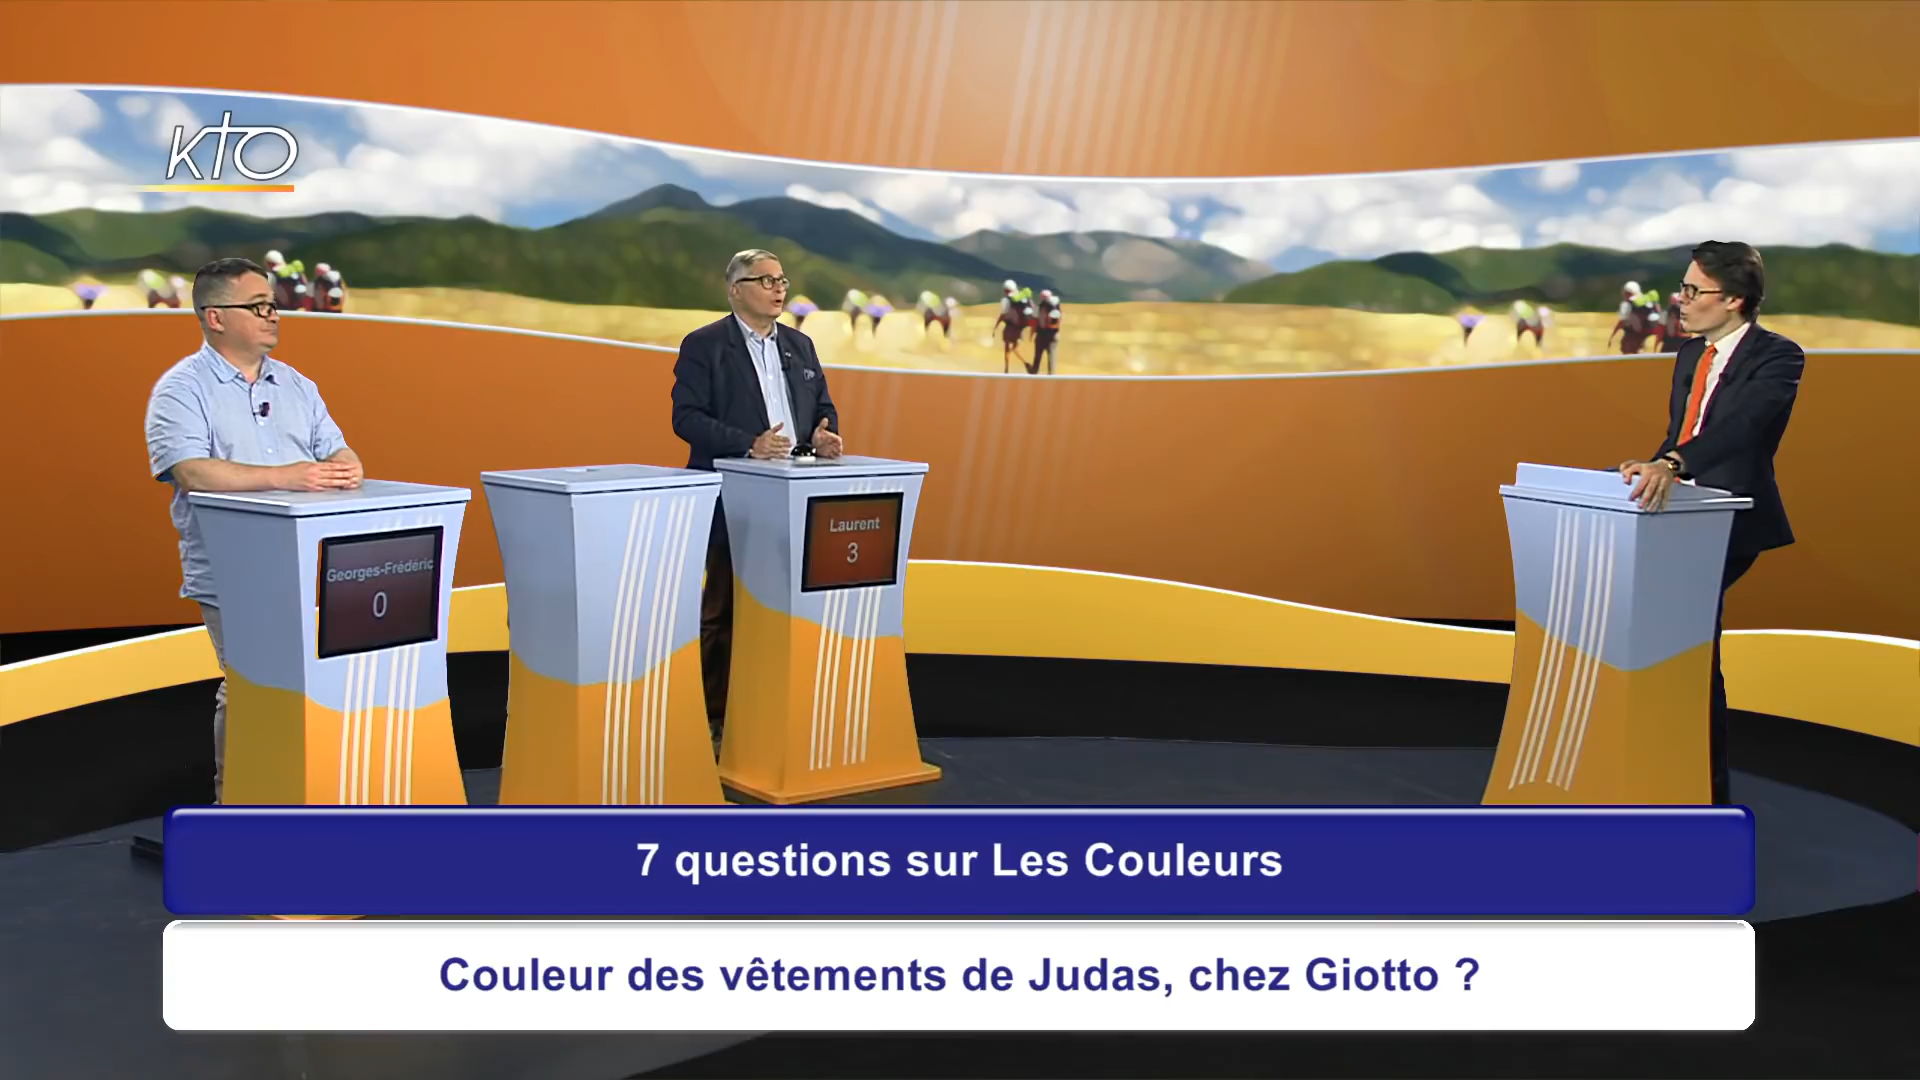 KTO
Georges-Frédéric
0
Laurent
3
7 questions sur Les Couleurs
Couleur des vêtements de Judas, chez Giotto ?